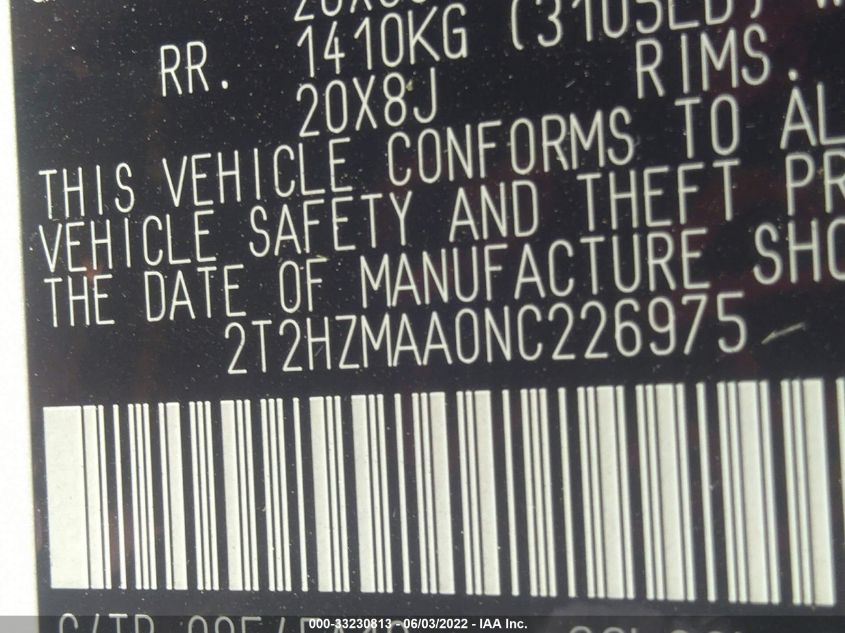 RR. 1410KG (3105LB)
20X8J RIMS.
THIS VEHICLE CONFORMS TO AL
VEHICLE SAFETY AND THEFT PR
THE DATE OF MANUFACTURE SHO
2T2HZMAA0NC226975
000-33230813 - 06/03/2022 - IAA Inc.